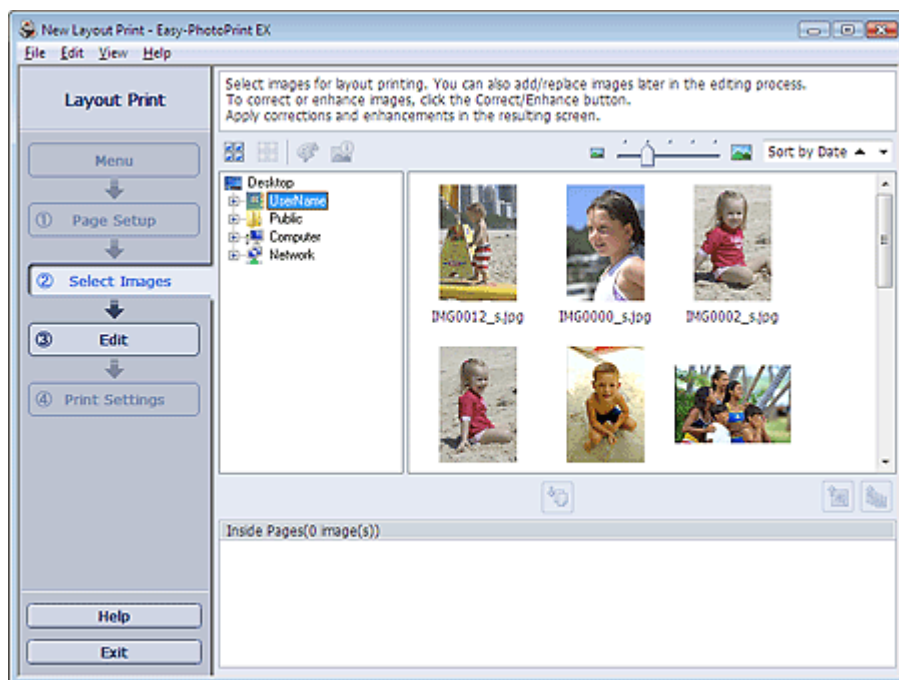 New Layout Print - Easy-PhotoPrint EX
File Edit View Help
Layout Print
Menu
① Page Setup
② Select Images
③ Edit
④ Print Settings
Help
Exit
Select images for layout printing. You can also add/replace images later in the editing process.
To correct or enhance images, click the Correct/Enhance button.
Apply corrections and enhancements in the resulting screen.
Sort by Date
Desktop
UserName
Public
Computer
Network
IMG0012_s.jpg IMG0000_s.jpg IMG0002_s.jpg
Inside Pages(0 image(s))